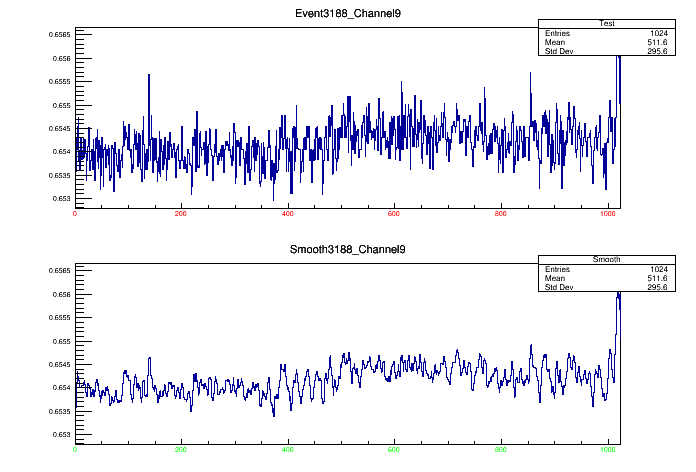 Event3188_Channel9
Test
Entries 1024
Mean 511.6
Std Dev 295.6
0.6565
0.656
0.6555
0.655
0.6545
0.654
0.6535
0.653
0 200 400 600 800 1000
Smooth3188_Channel9
Smooth
Entries 1024
Mean 511.6
Std Dev 295.6
0.6565
0.656
0.6555
0.655
0.6545
0.654
0.6535
0.653
0 200 400 600 800 1000